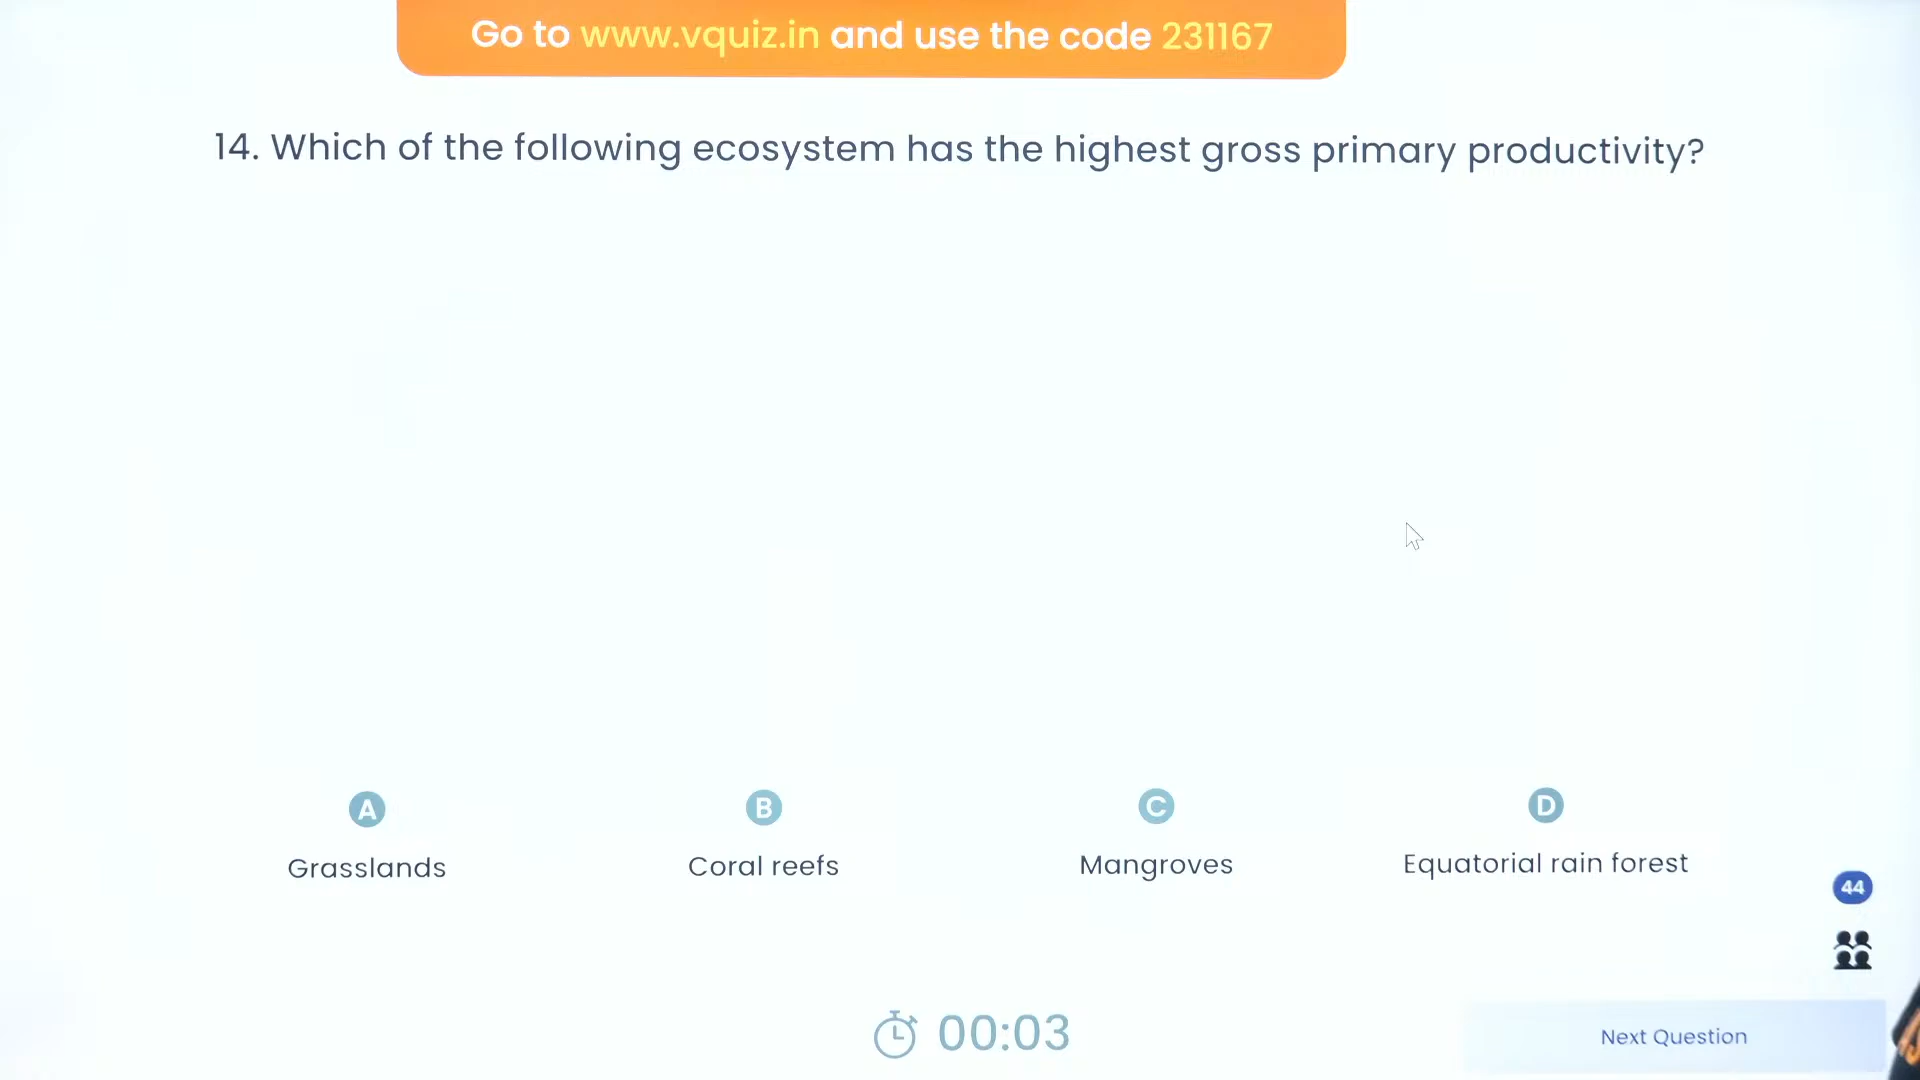 Go to www.vquiz.in and use the code 231167
14. Which of the following ecosystem has the highest gross primary productivity?
A
B
C
D
Grasslands
Coral reefs
Mangroves
Equatorial rain forest
44
00:03
Next Question